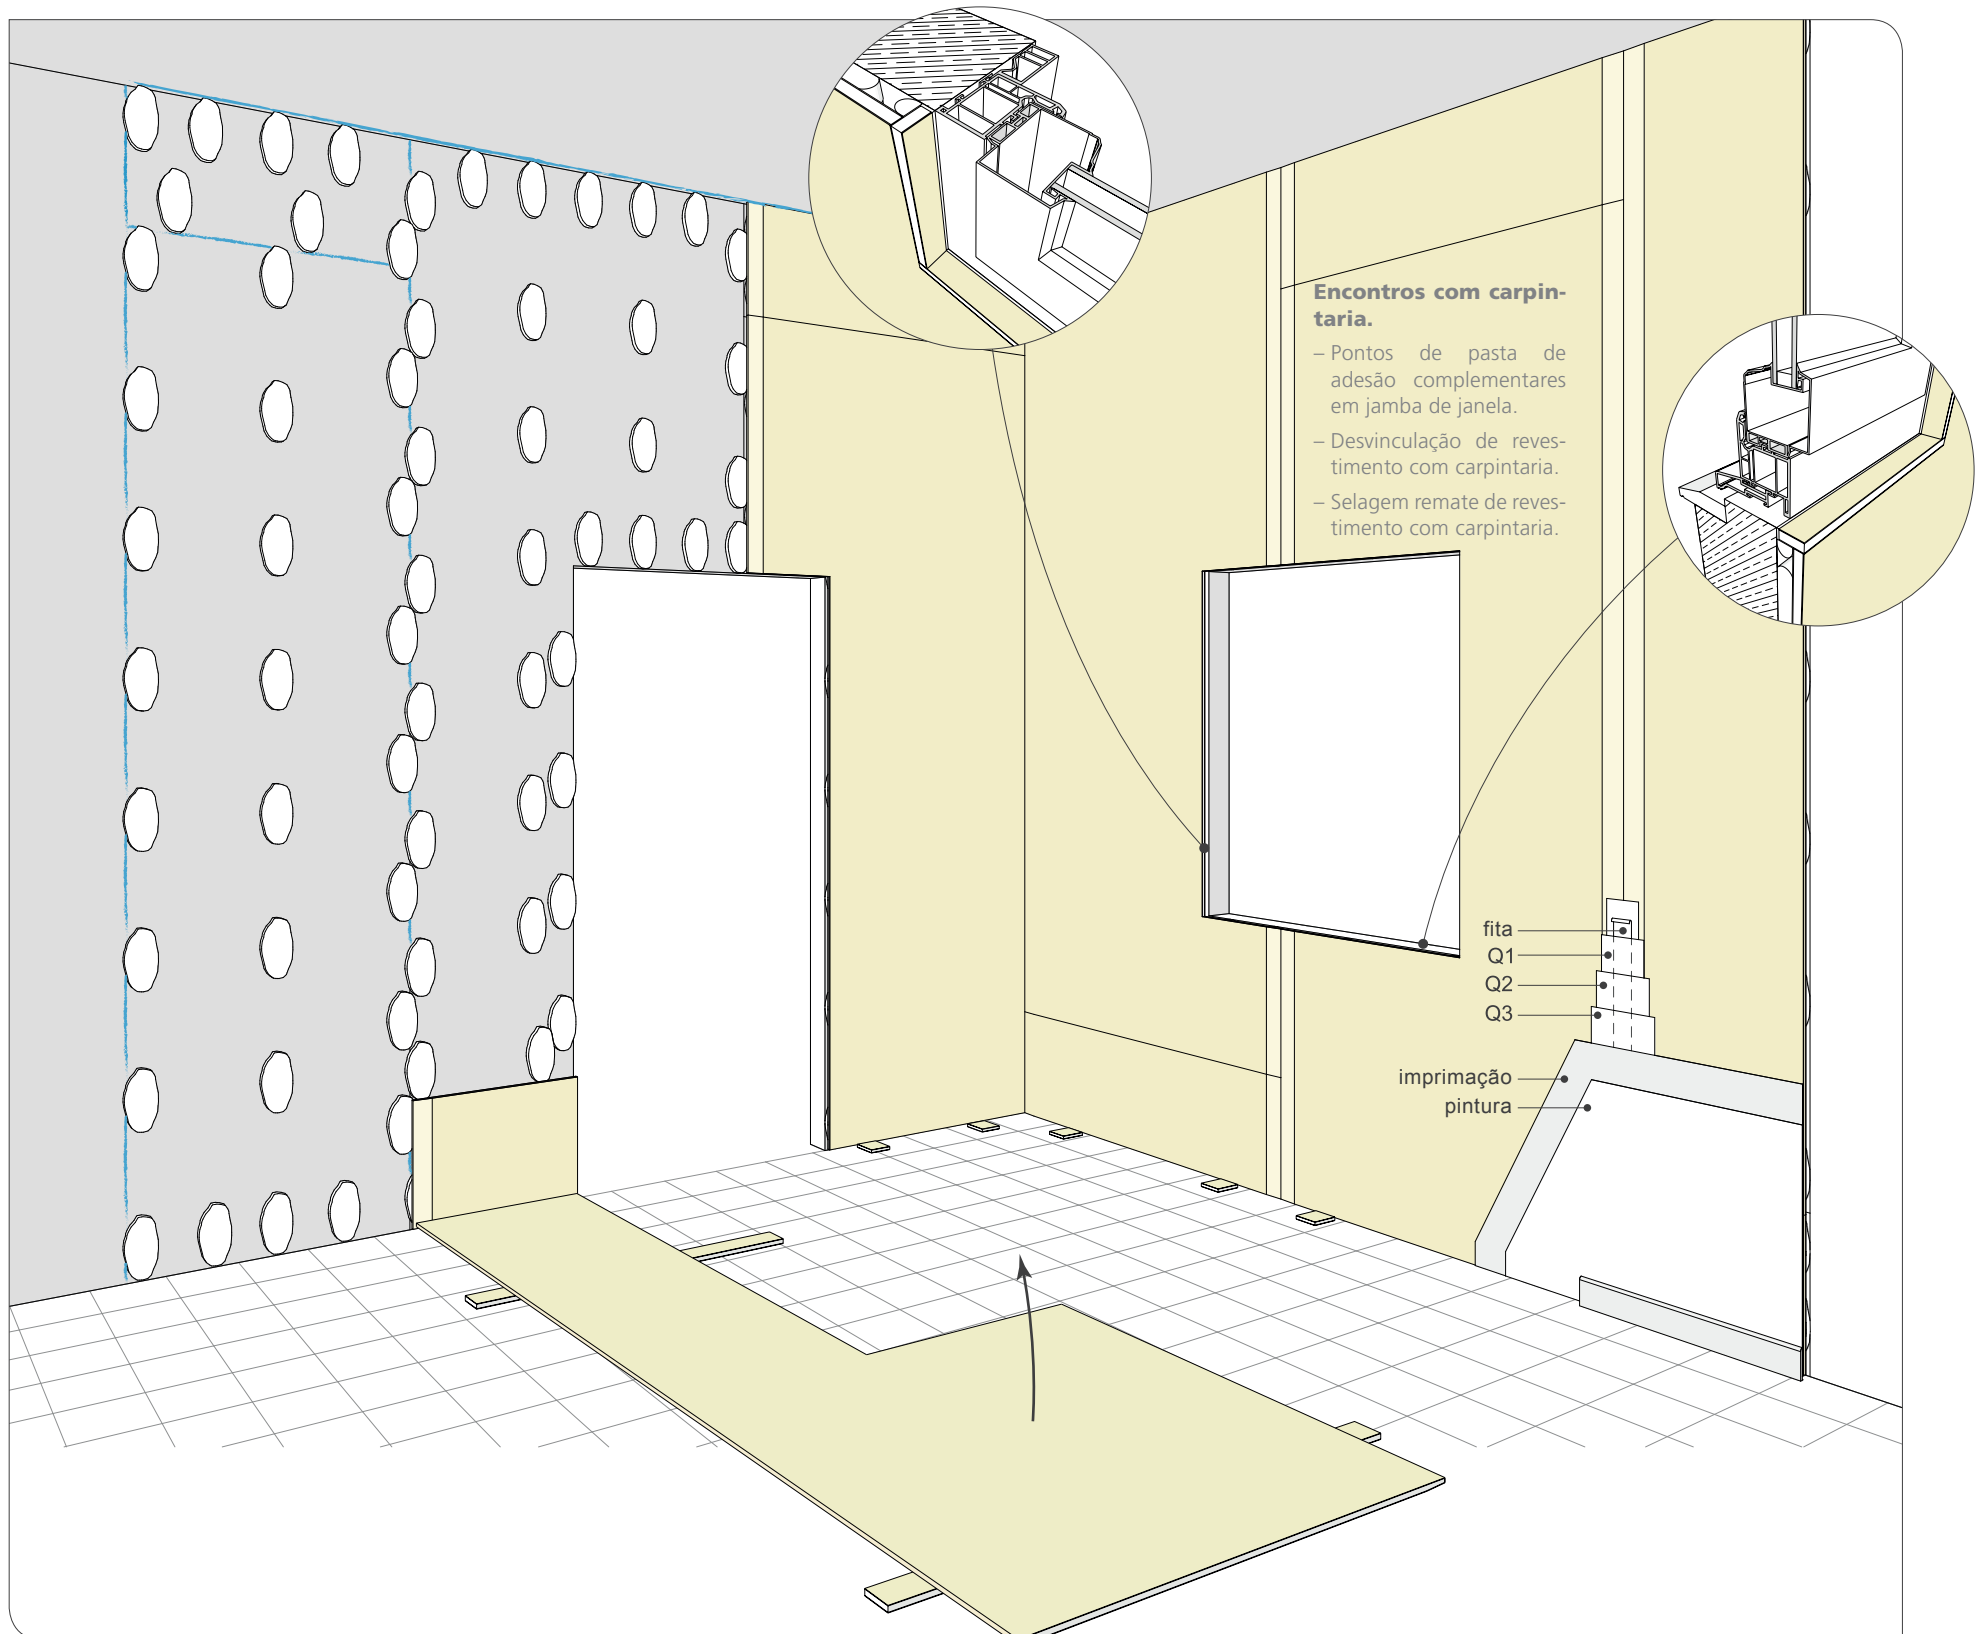 Encontros com carpin-
taria.
– Pontos de pasta de
adesão complementares
em jamba de janela.
– Desvinculação de reves-
timento com carpintaria.
– Selagem remate de reves-
timento com carpintaria.
fita
Q1
Q2
Q3
imprimação
pintura